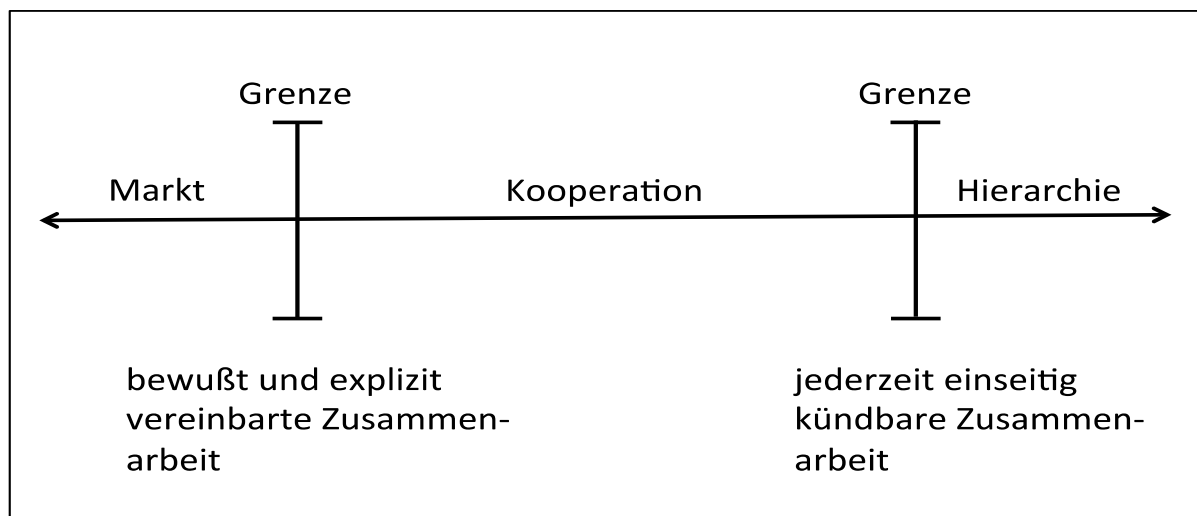 Grenze
Grenze
Markt
Kooperation
Hierarchie
bewußt und explizit
vereinbarte Zusammen-
arbeit
jederzeit einseitig
kündbare Zusammen-
arbeit